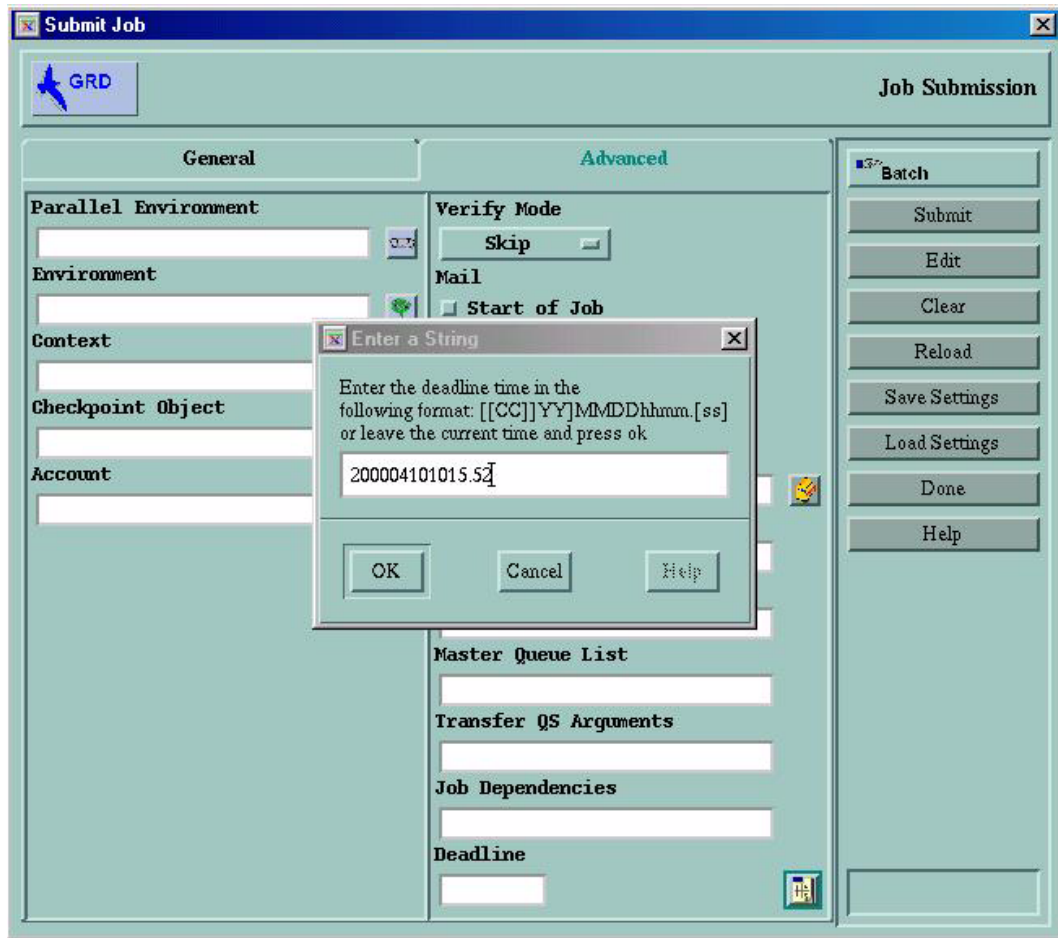 Submit Job
GRD
Job Submission
General
Advanced
Parallel Environment
Environment
Context
Checkpoint Object
Account
Verify Mode
Skip
Mail
Start of Job
Enter a String
Enter the deadline time in the
following format: [[CC]]YY]MMDDhhmm.[ss]
or leave the current time and press ok
200004101015.52
OK
Cancel
Help
Master Queue List
Transfer QS Arguments
Job Dependencies
Deadline
Batch
Submit
Edit
Clear
Reload
Save Settings
Load Settings
Done
Help